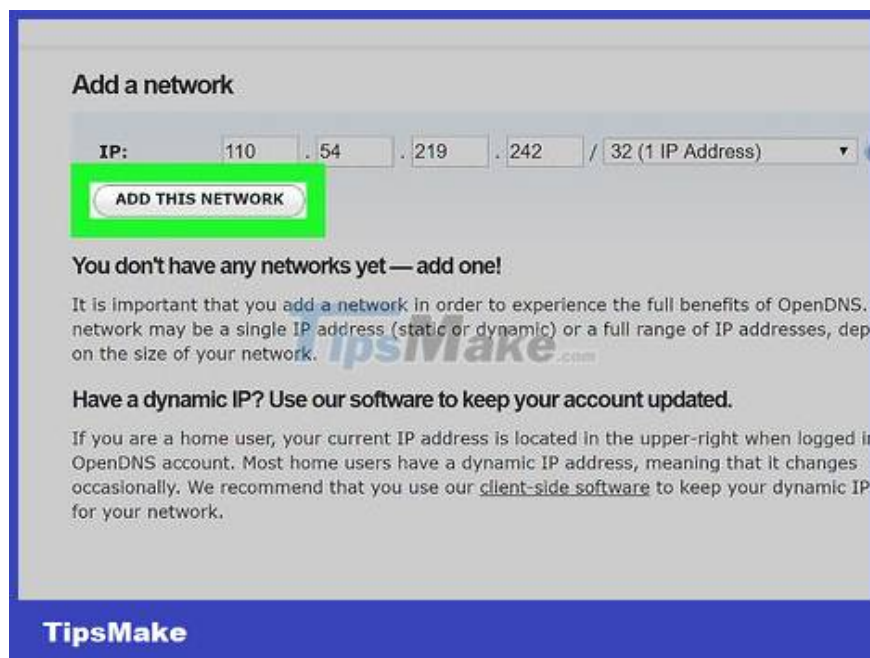 Add a network
IP: 110 . 54 . 219 . 242 / 32 (1 IP Address)
ADD THIS NETWORK
You don't have any networks yet — add one!
It is important that you add a network in order to experience the full benefits of OpenDNS.
network may be a single IP address (static or dynamic) or a full range of IP addresses, dep
on the size of your network.
TipsMake.com
Have a dynamic IP? Use our software to keep your account updated.
If you are a home user, your current IP address is located in the upper-right when logged i
OpenDNS account. Most home users have a dynamic IP address, meaning that it changes
occasionally. We recommend that you use our client-side software to keep your dynamic IP
for your network.
TipsMake